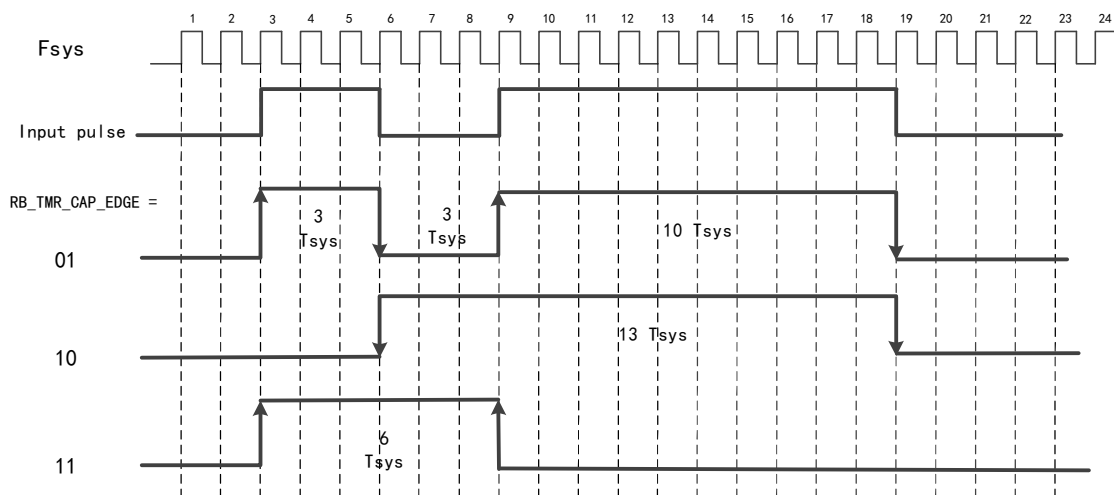 1 2 3 4 5 6 7 8 9 10 11 12 13 14 15 16 17 18 19 20 21 22 23 24
Fsys
Input pulse
RB_TMR_CAP_EDGE =
3
Tsys
3
Tsys
10 Tsys
01
13 Tsys
10
6
Tsys
11